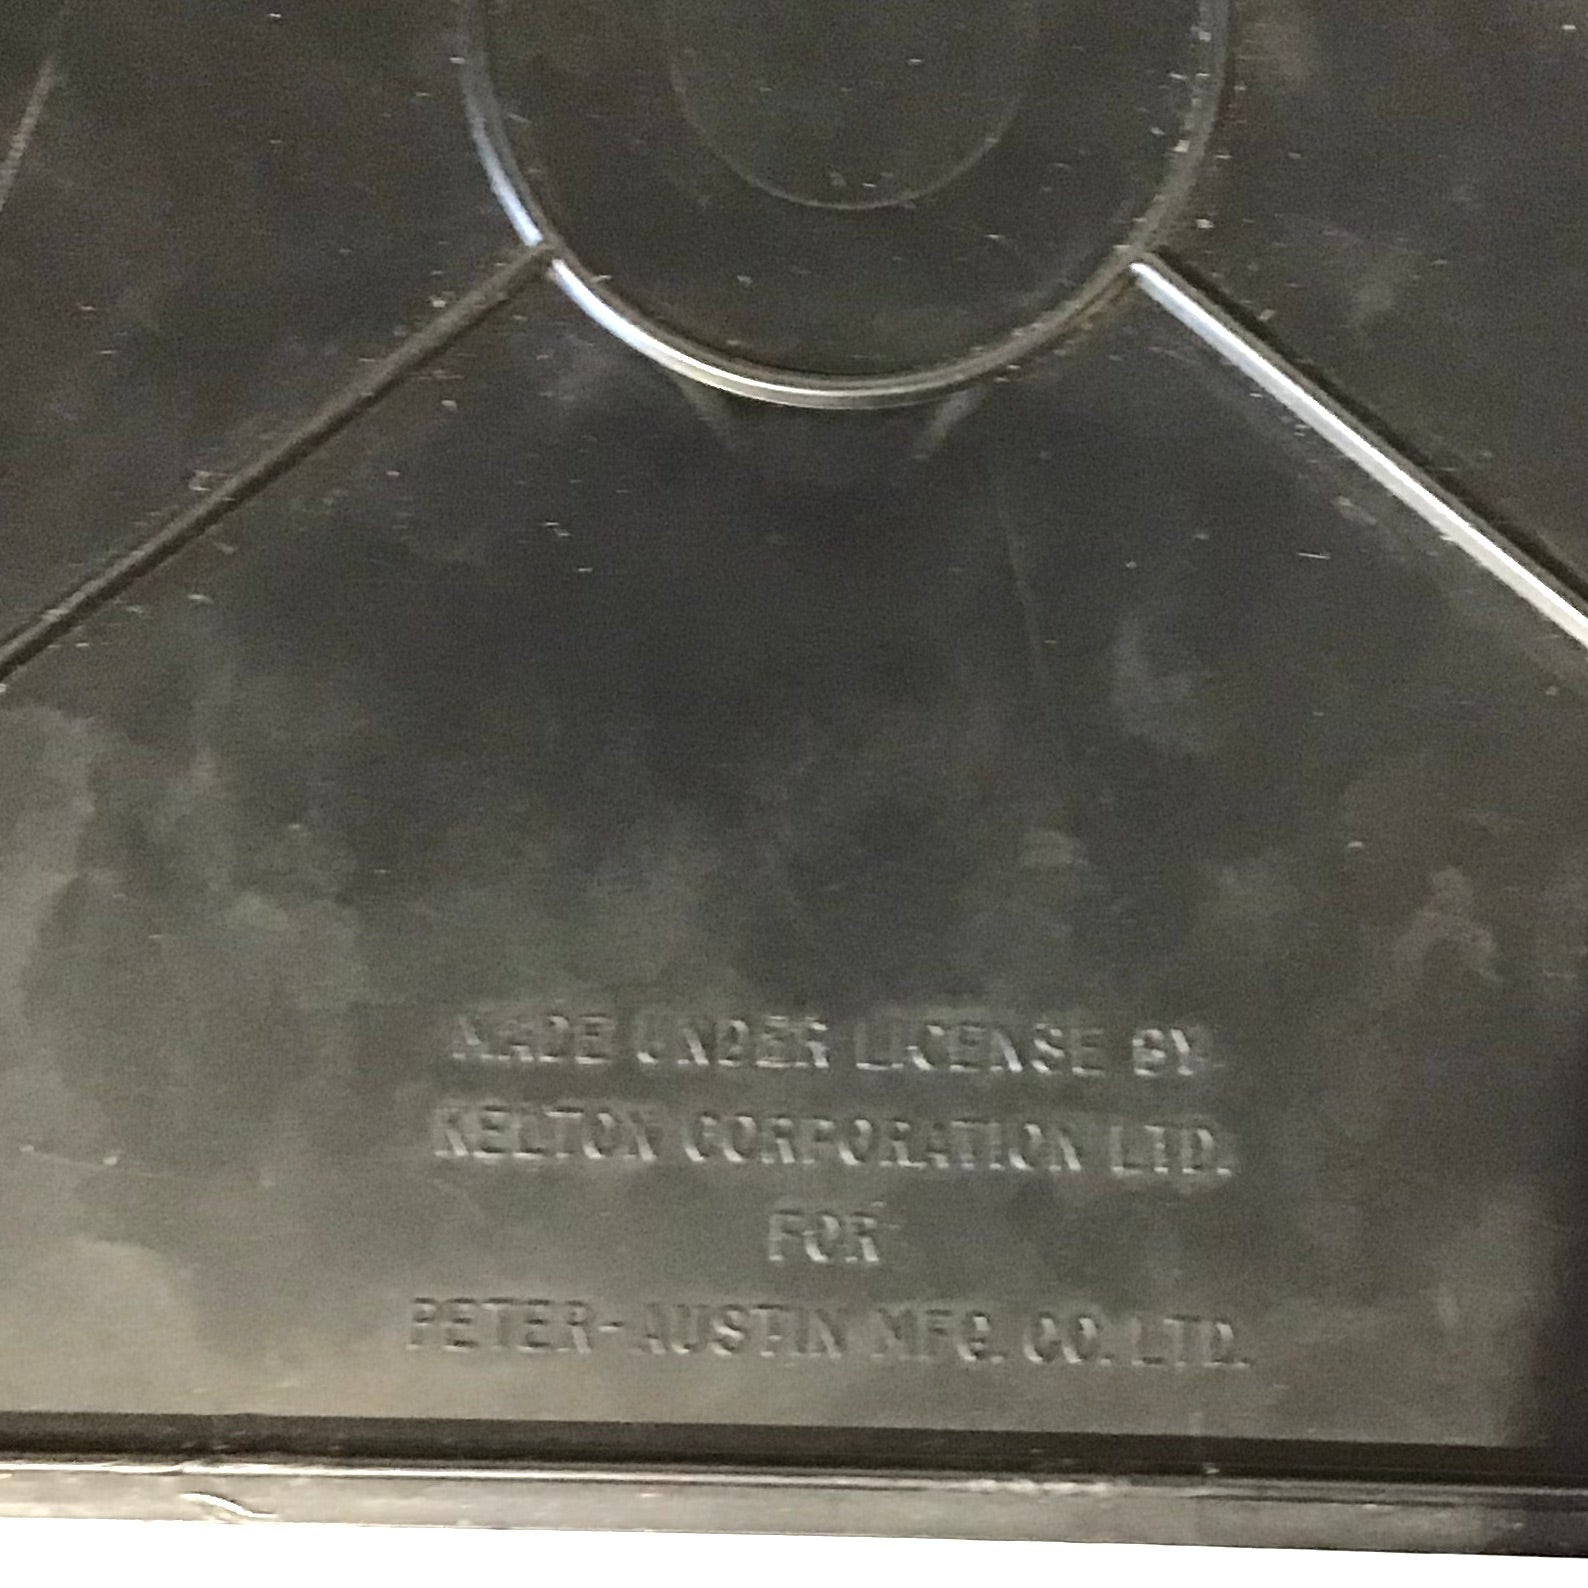 MADE UNDER LICENSE BY
KELTON CORPORATION LTD.
FOR
PETER-AUSTIN MFG. CO. LTD.